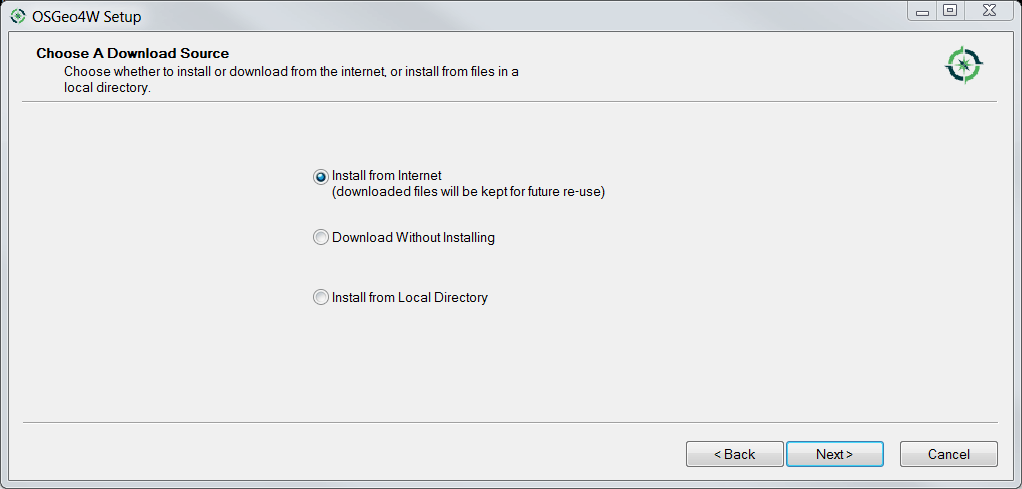 OSGeo4W Setup
Choose A Download Source
Choose whether to install or download from the internet, or install from files in a
local directory.
Install from Internet
(downloaded files will be kept for future re-use)
Download Without Installing
Install from Local Directory
< Back
Next >
Cancel